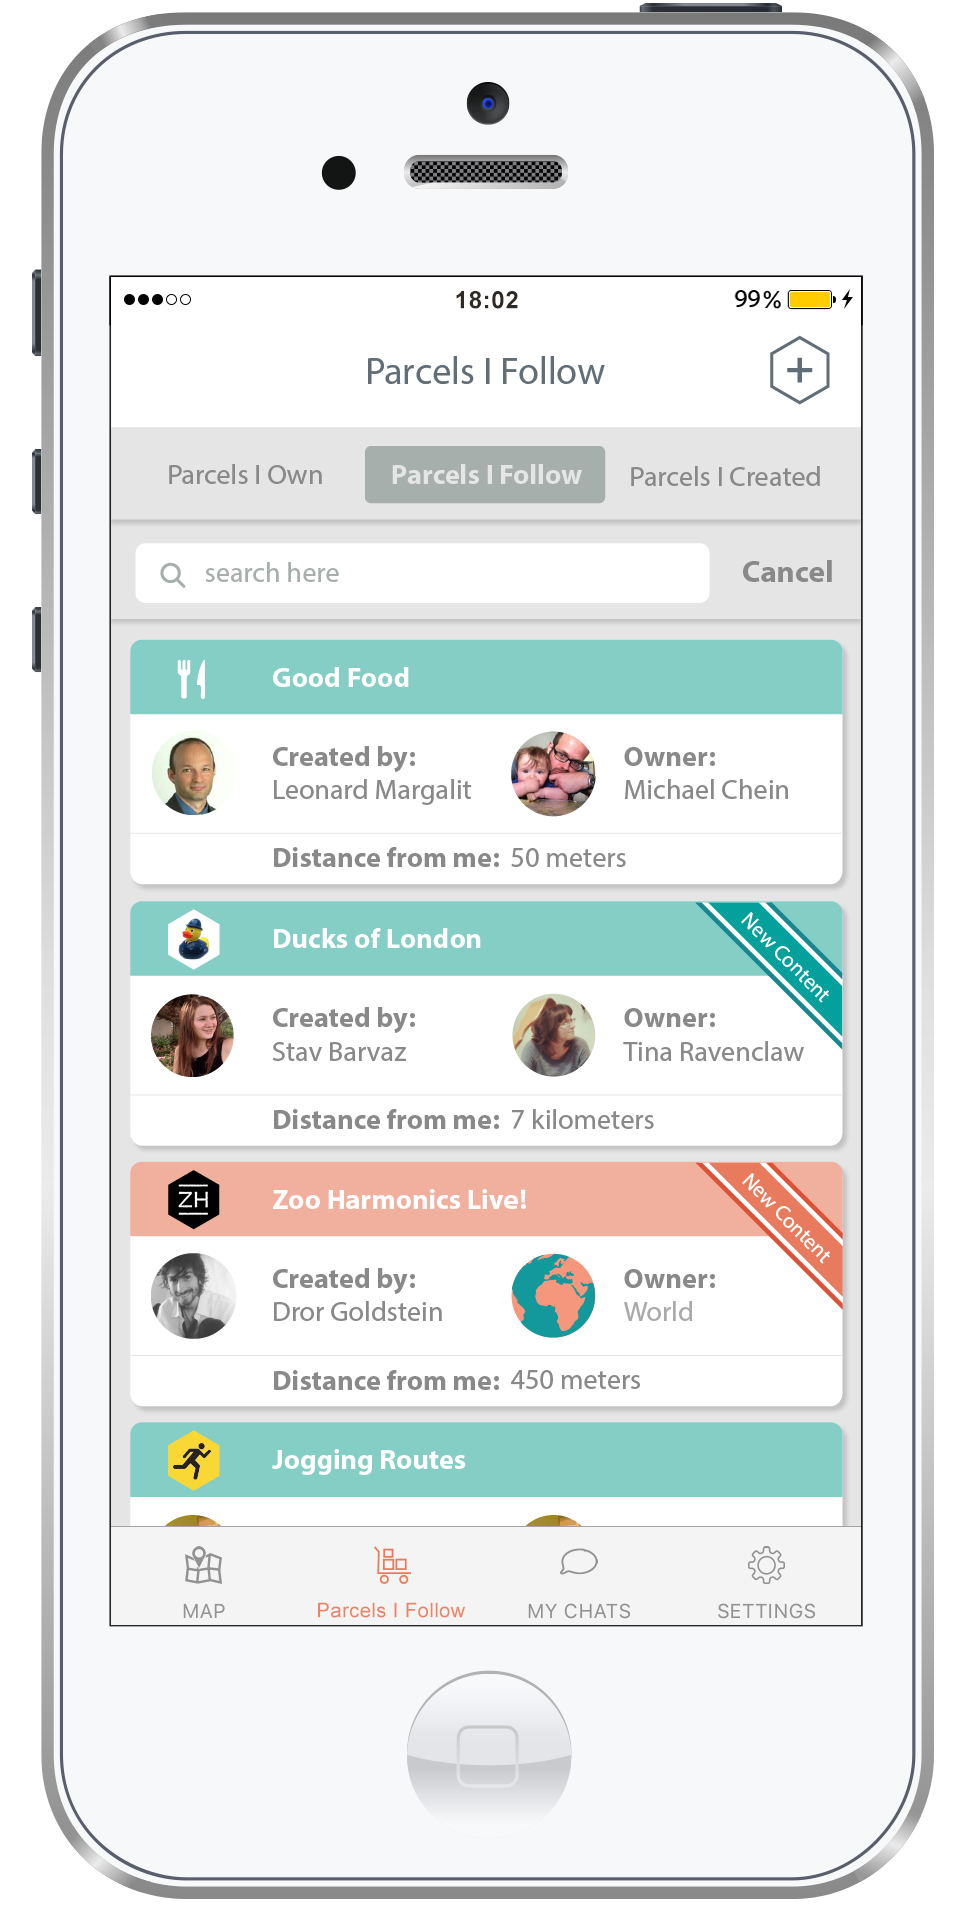 18:02
99%
Parcels I Follow
Parcels I Own
Parcels I Follow
Parcels I Created
search here
Cancel
Good Food
Created by:
Leonard Margalit
Owner:
Michael Chein
Distance from me: 50 meters
Ducks of London
New Content
Created by:
Stav Barvaz
Owner:
Tina Ravenclaw
Distance from me: 7 kilometers
ZH
Zoo Harmonics Live!
New Content
Created by:
Dror Goldstein
Owner:
World
Distance from me: 450 meters
Jogging Routes
MAP
Parcels I Follow
MY CHATS
SETTINGS